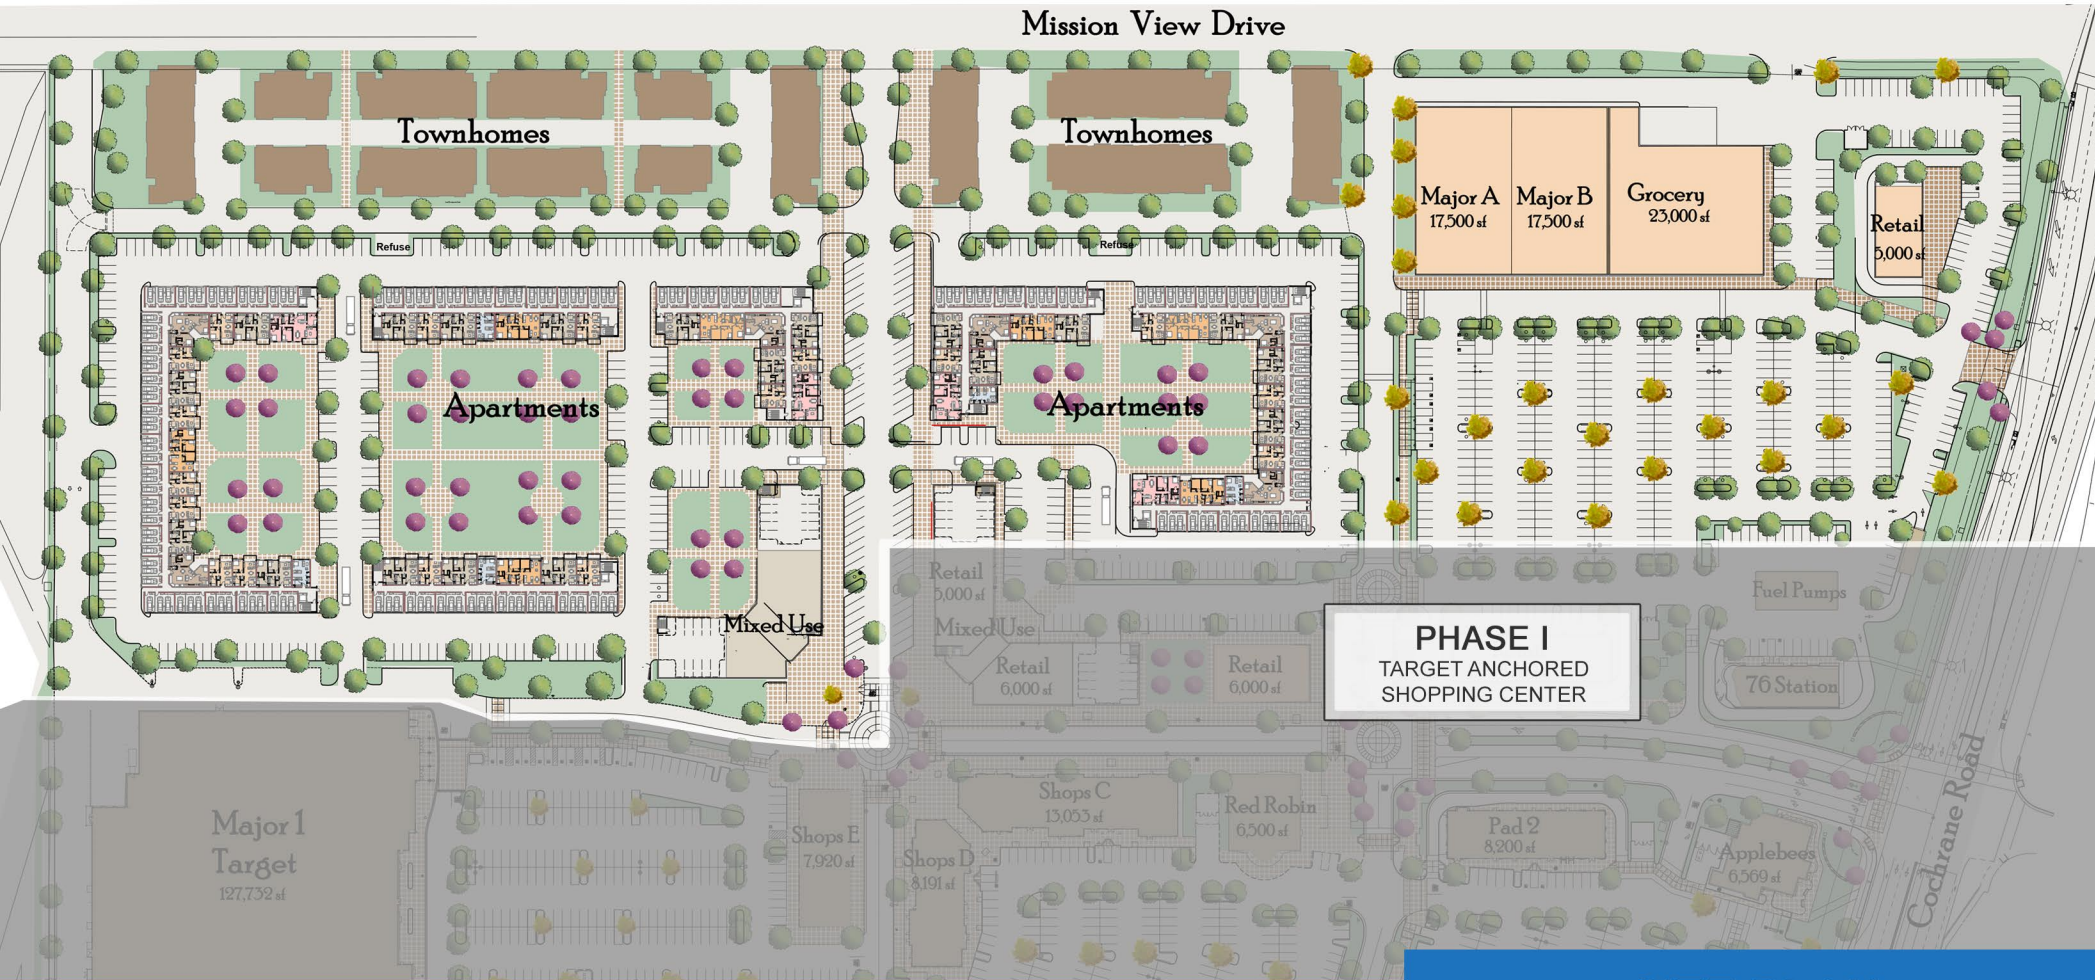 Mission View Drive
Townhomes
Townhomes
Major A
17,500 sf
Major B
17,500 sf
Grocery
23,000 sf
Retail
5,000 sf
Refuse
Refuse
Apartments
Apartments
Mixed Use
Retail
5,000 sf
Mixed Use
Retail
6,000 sf
Retail
6,000 sf
Fuel Pumps
76 Station
PHASE I
TARGET ANCHORED
SHOPPING CENTER
Major 1
Target
127,732 sf
Shops E
7,920 sf
Shops D
8,191 sf
Shops C
13,053 sf
Red Robin
6,500 sf
Pad 2
8,200 sf
Applebees
6,569 sf
Cochrane Road